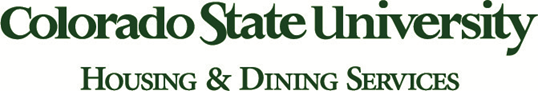 Colorado State University
HOUSING & DINING SERVICES